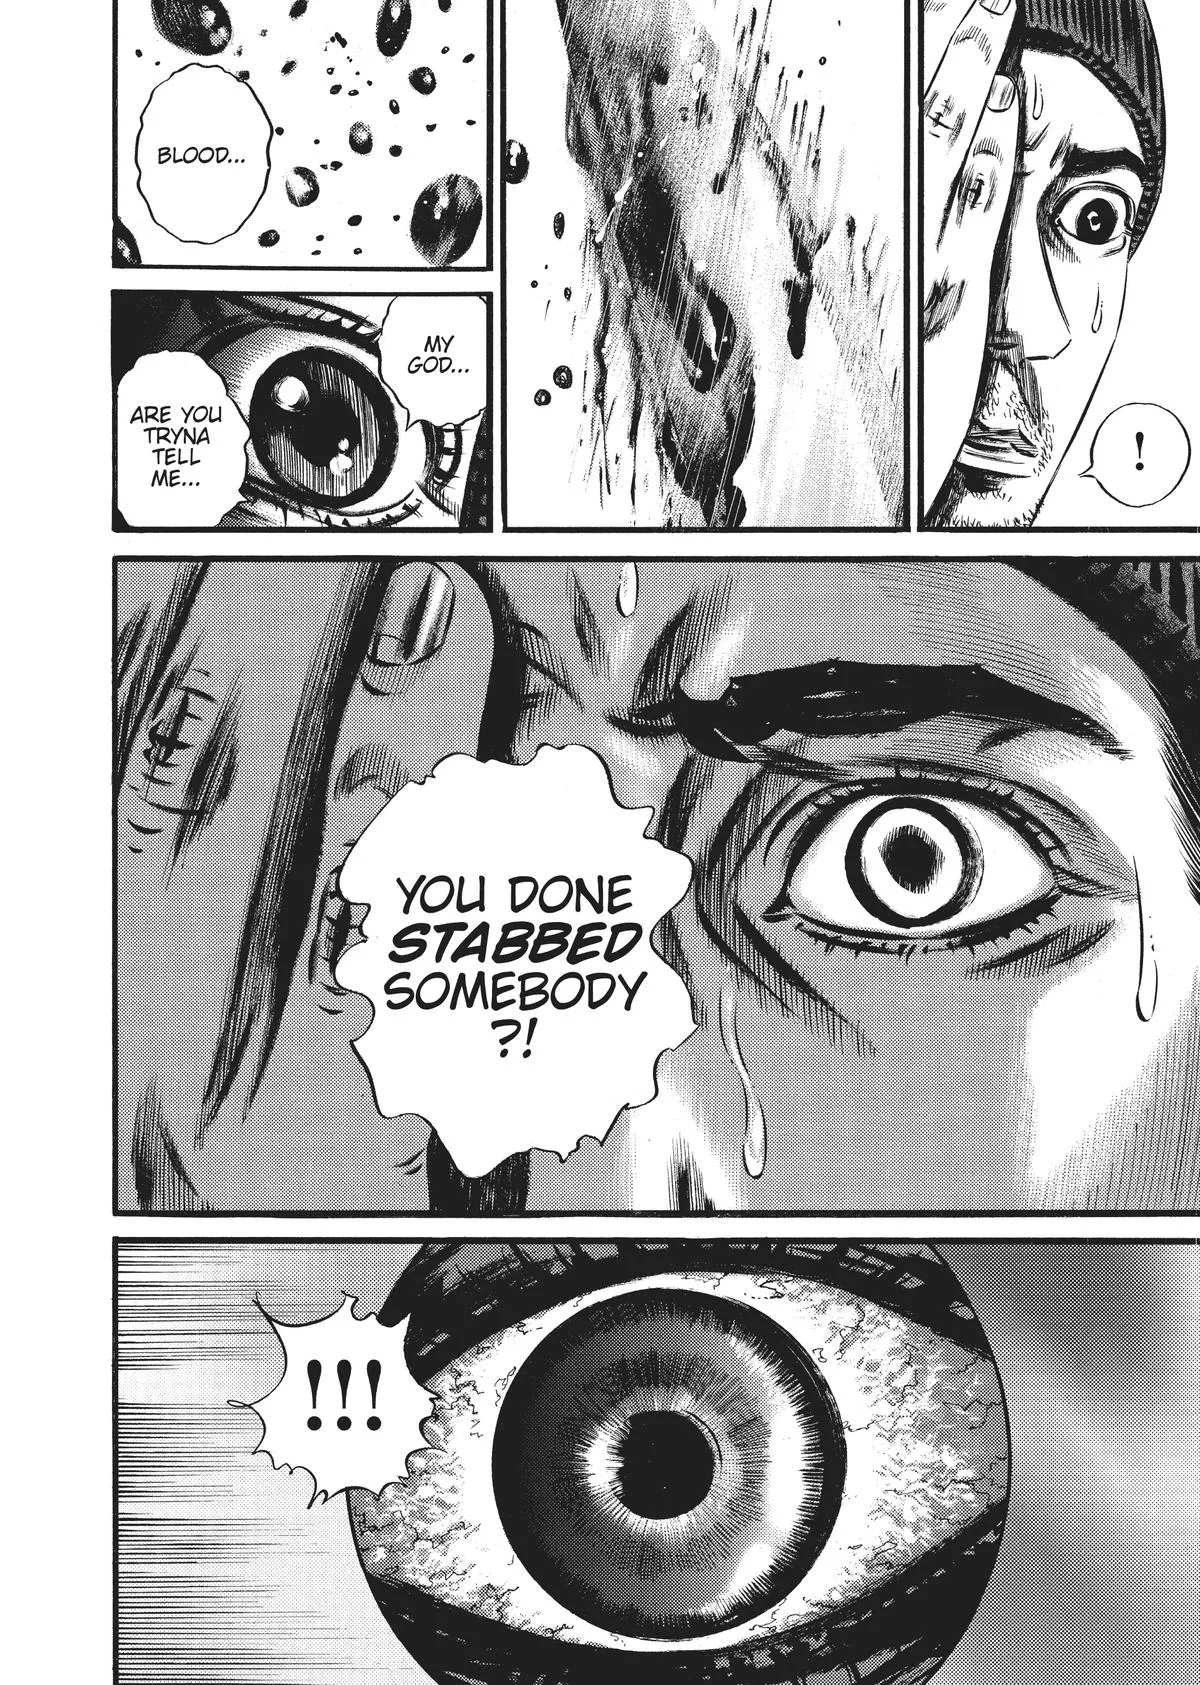 !
BLOOD...
MY
GOD...
ARE YOU
TRYNA
TELL
ME...
YOU DONE
STABBED
SOMEBODY
?!
!!!